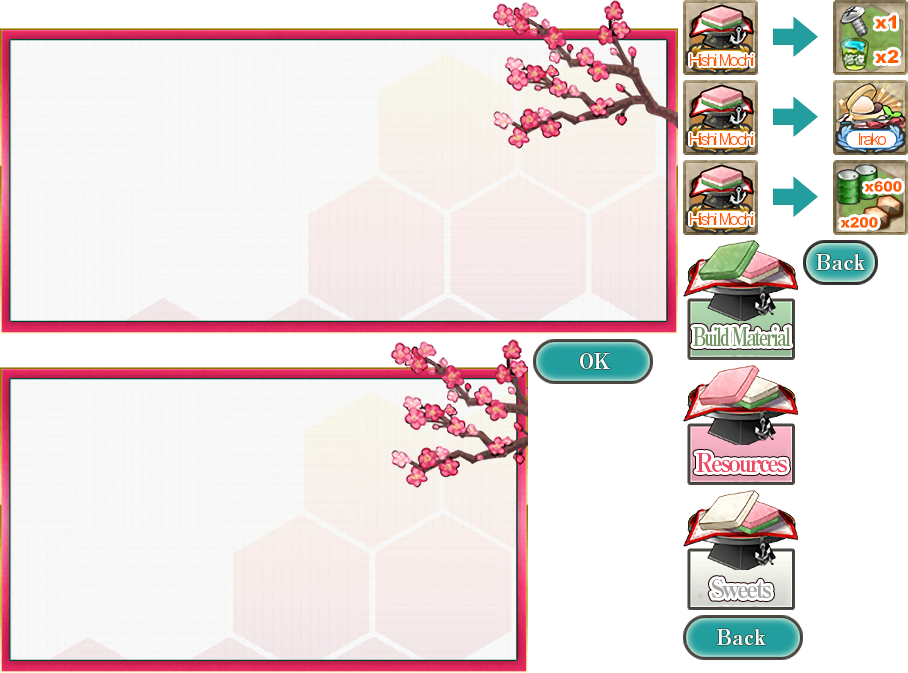 Hishi Mochi
x1
x2
Hishi Mochi
Irako
Hishi Mochi
x600
x200
Back
Build Material
OK
Resources
Sweets
Back